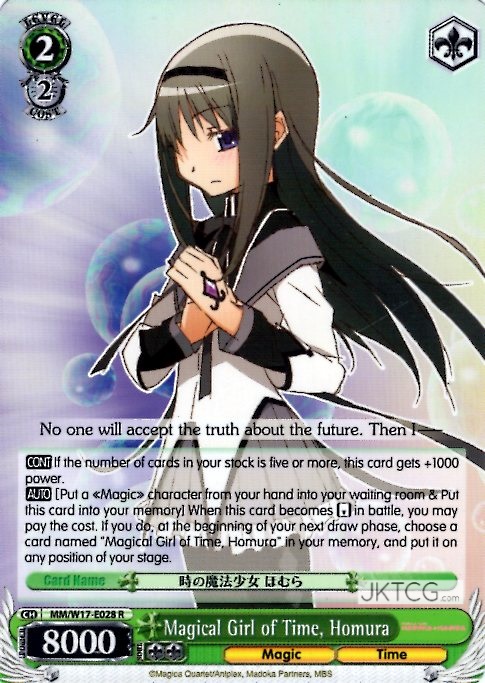 LEVEL
2
2
COST
No one will accept the truth about the future. Then I —
CONT If the number of cards in your stock is five or more, this card gets +1000
power.
AUTO [Put a «Magic» character from your hand into your waiting room & Put
this card into your memory] When this card becomes [ ] in battle, you may
pay the cost. If you do, at the beginning of your next draw phase, choose a
card named "Magical Girl of Time, Homura" in your memory, and put it on
any position of your stage.
Card Name
時の魔法少女 ほむら
JKTCG.com
CH MM/W17-E028 R
Magical Girl of Time, Homura
POWER 8000
SOUL
Magic
Time
©Magica Quartet/Aniplex, Madoka Partners, MBS